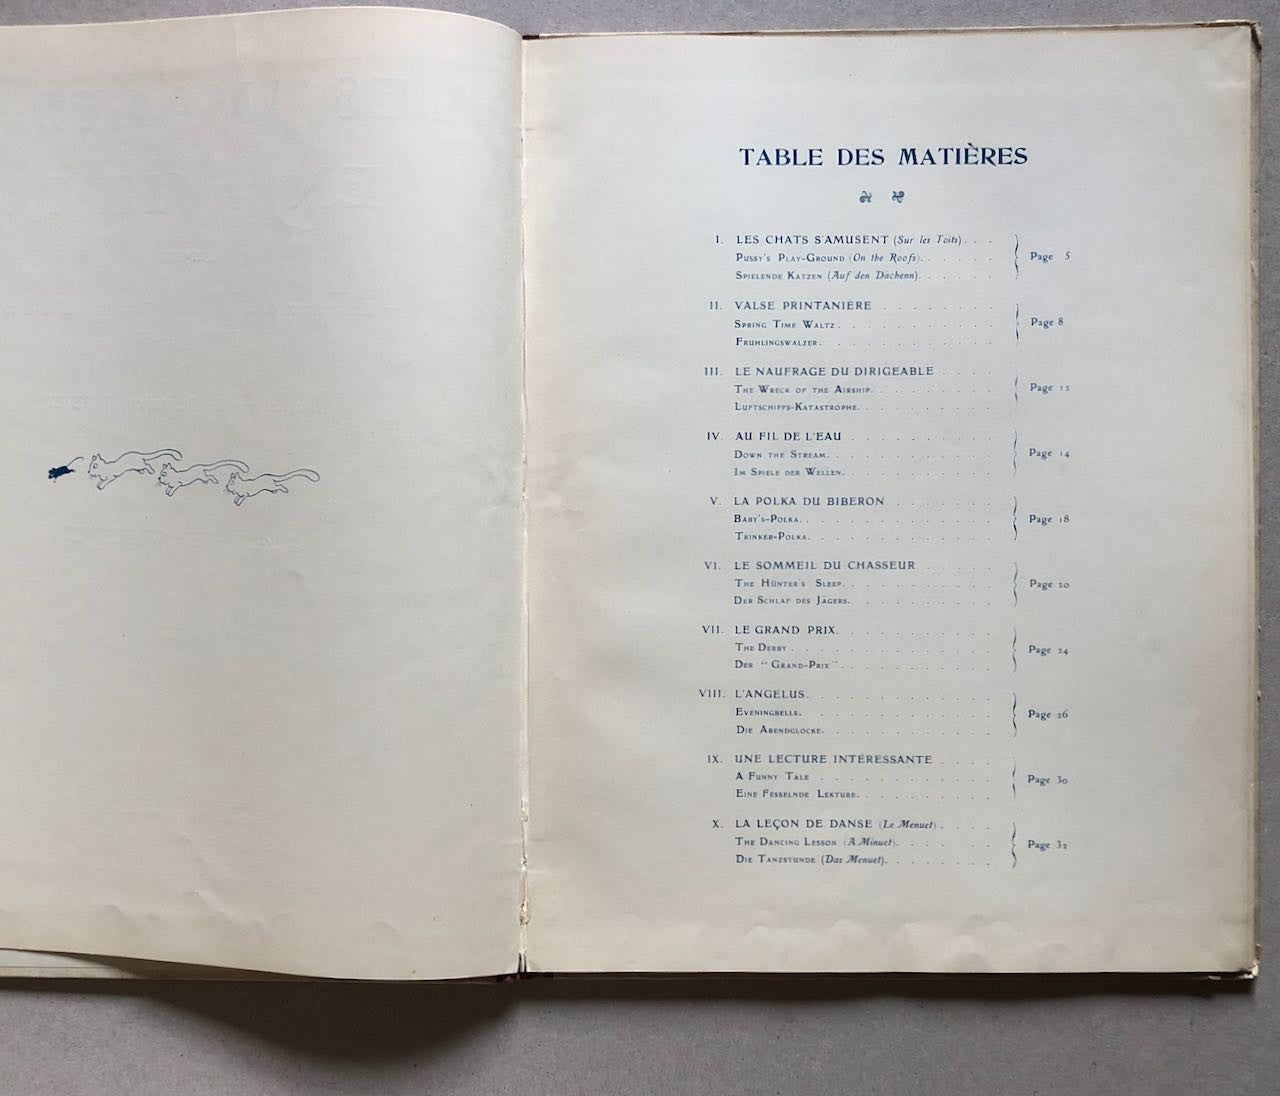 TABLE DES MATIÈRES
I. LES CHATS S'AMUSENT (Sur les Toits). . .
Pussy's Play-Ground (On the Roofs). . . . . . Page 5
Spielende Katzen (Auf den Dächenn). . . . . .
II. VALSE PRINTANIÈRE . . . . . .
Spring Time Waltz . . . . . . . . . Page 8
Fruhlingswalzer. . . . . . . . . .
III. LE NAUFRAGE DU DIRIGEABLE . . . .
The Wreck of the Airship. . . . . . . Page 12
Luftschiffs-Katastrophe. . . . . . . .
IV. AU FIL DE L'EAU . . . . . . . .
Down the Stream. . . . . . . . . . Page 14
Im Spiele der Wellen. . . . . . . . .
V. LA POLKA DU BIBERON . . . . . .
Baby's-Polka. . . . . . . . . . . Page 18
Trinker-Polka. . . . . . . . . . .
VI. LE SOMMEIL DU CHASSEUR . . . .
The Hünter's Sleep. . . . . . . . . Page 20
Der Schlaf des Jägers. . . . . . . .
VII. LE GRAND PRIX. . . . . . . . .
The Derby . . . . . . . . . . . Page 24
Der " Grand-Prix ". . . . . . . . .
VIII. L'ANGELUS. . . . . . . . . . .
Eveningbells. . . . . . . . . . . Page 26
Die Abendglocke. . . . . . . . . .
IX. UNE LECTURE INTÉRESSANTE . . . .
A Funny Tale . . . . . . . . . . Page 30
Eine Fesselnde Lekture. . . . . . . .
X. LA LEÇON DE DANSE (Le Menuet). . . .
The Dancing Lesson (A Minuet). . . . . . Page 32
Die Tanzstunde (Das Menuet). . . . . . .